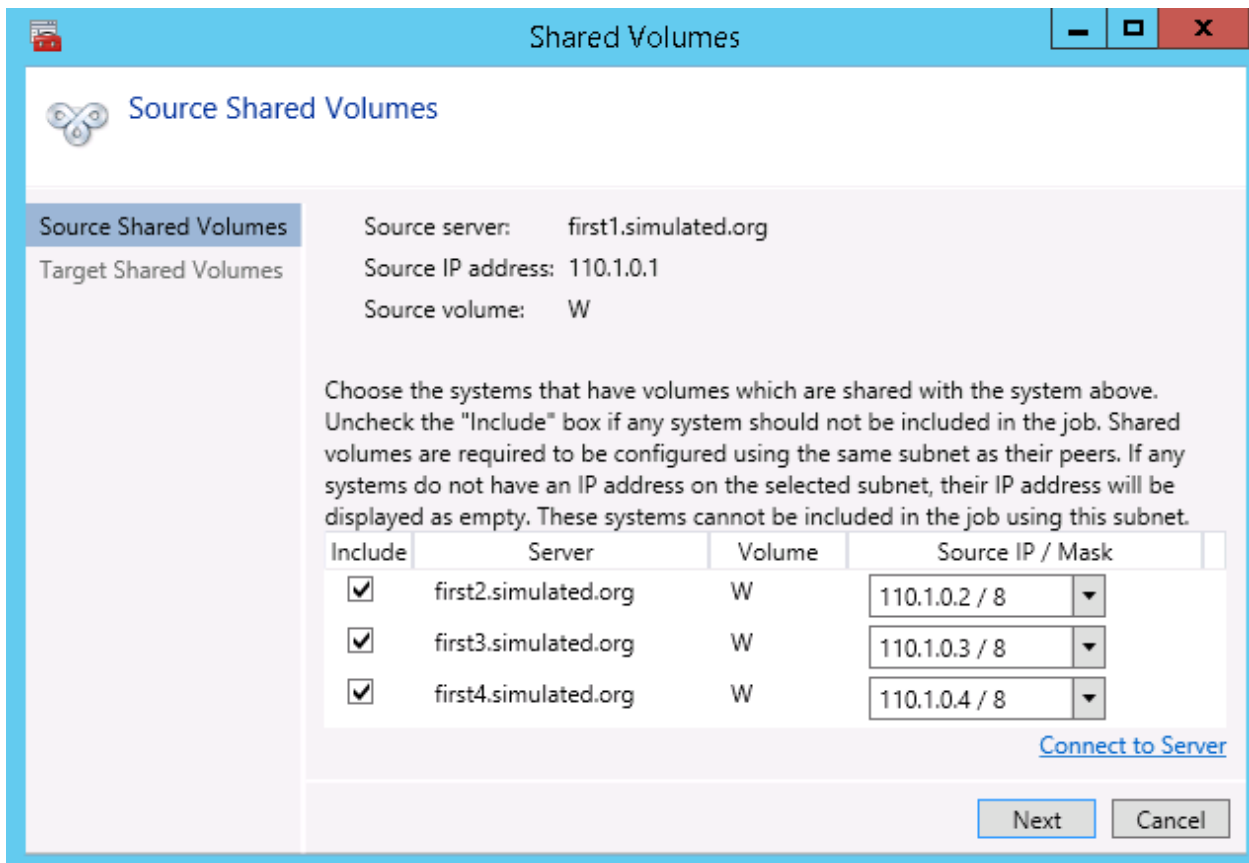 Shared Volumes
Source Shared Volumes
Source Shared Volumes
Target Shared Volumes
Source server: first1.simulated.org
Source IP address: 110.1.0.1
Source volume: W
Choose the systems that have volumes which are shared with the system above.
Uncheck the "Include" box if any system should not be included in the job. Shared
volumes are required to be configured using the same subnet as their peers. If any
systems do not have an IP address on the selected subnet, their IP address will be
displayed as empty. These systems cannot be included in the job using this subnet.
Include Server Volume Source IP / Mask
first2.simulated.org W 110.1.0.2 / 8
first3.simulated.org W 110.1.0.3 / 8
first4.simulated.org W 110.1.0.4 / 8
Connect to Server
Next Cancel